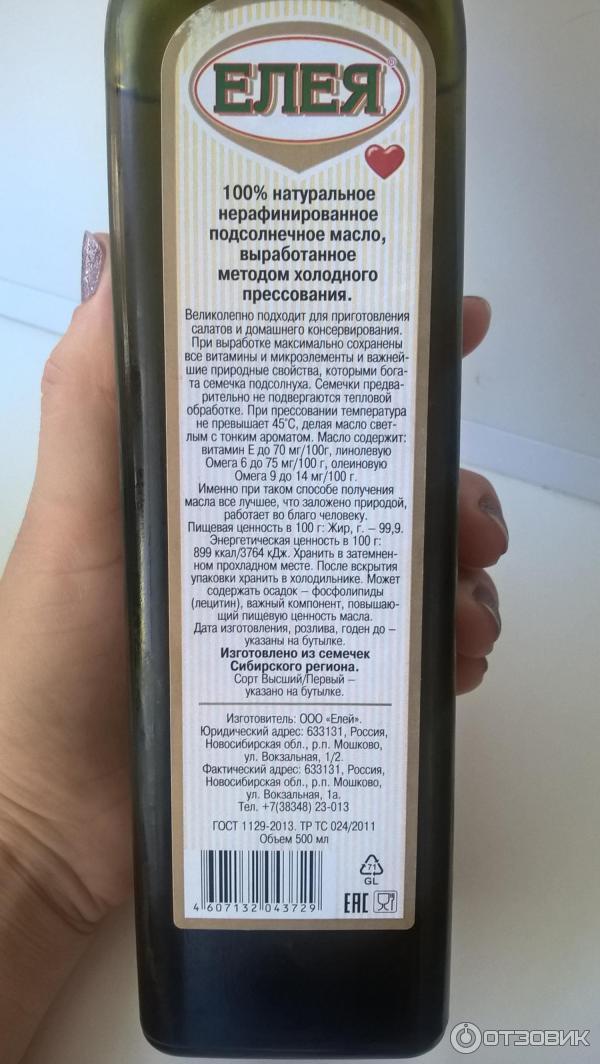 ЕЛЕЯ®
100% натуральное
нерафинированное
подсолнечное масло,
выработанное
методом холодного
прессования.
Великолепно подходит для приготовления
салатов и домашнего консервирования.
При выработке максимально сохранены
все витамины и микроэлементы и важней-
шие природные свойства, которыми бога-
та семечка подсолнуха. Семечки предва-
рительно не подвергаются тепловой
обработке. При прессовании температура
не превышает 45°С, делая масло свет-
лым с тонким ароматом. Масло содержит:
витамин Е до 70 мг/100г, линолевую
Омега 6 до 75 мг/100 г, олеиновую
Омега 9 до 14 мг/100 г.
Именно при таком способе получения
масла все лучшее, что заложено природой,
работает во благо человеку.
Пищевая ценность в 100 г: Жир, г. – 99,9.
Энергетическая ценность в 100 г:
899 ккал/3764 кДж. Хранить в затемнен-
ном прохладном месте. После вскрытия
упаковки хранить в холодильнике. Может
содержать осадок – фосфолипиды
(лецитин), важный компонент, повышаю-
щий пищевую ценность масла.
Дата изготовления, розлива, годен до –
указаны на бутылке.
Изготовлено из семечек
Сибирского региона.
Сорт Высший/Первый –
указано на бутылке.
Изготовитель: ООО «Елей».
Юридический адрес: 633131, Россия,
Новосибирская обл., р.п. Мошково,
ул. Вокзальная, 1/2.
Фактический адрес: 633131, Россия,
Новосибирская обл., р.п. Мошково,
ул. Вокзальная, 1а.
Тел. +7(38348) 23-013
ГОСТ 1129-2013. ТР ТС 024/2011
Объем 500 мл
71
GL
4 607132 043729
ЕАС
ОТЗОВИК